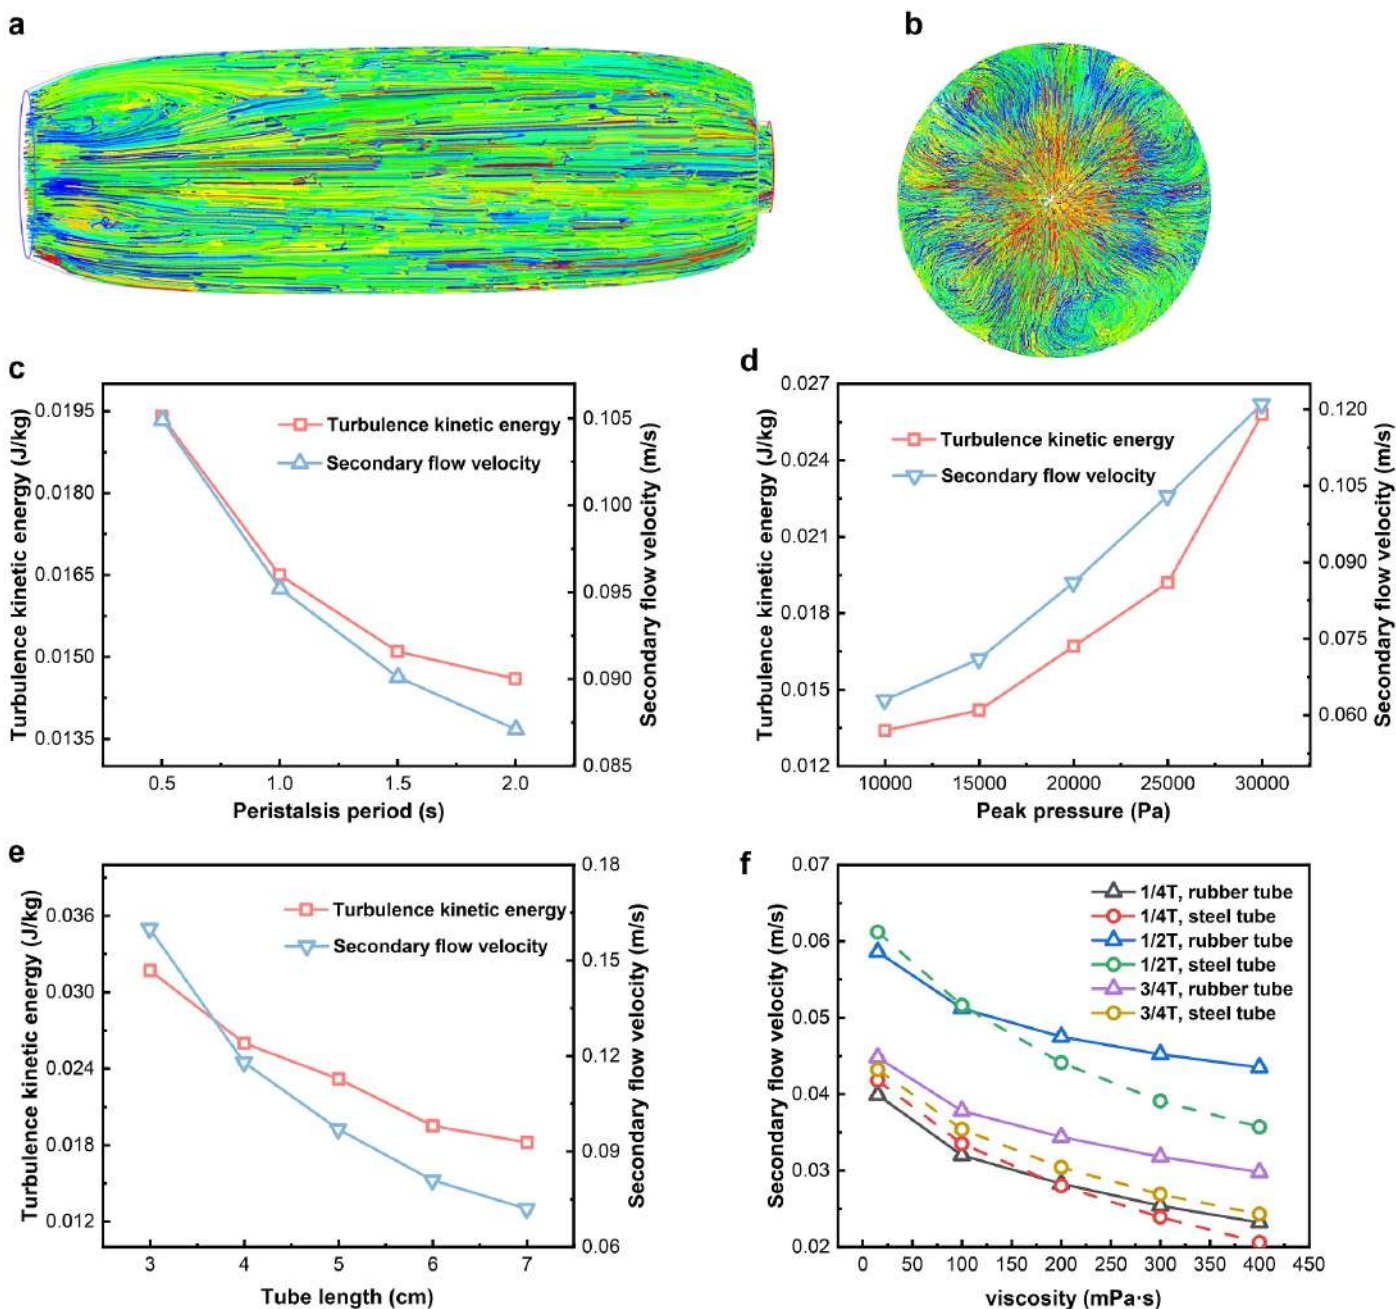 a
b
c
Turbulence kinetic energy (J/kg)
0.0195
0.0180
0.0165
0.0150
0.0135
Turbulence kinetic energy
Secondary flow velocity
0.105
0.100
0.095
0.090
0.085
Secondary flow velocity (m/s)
0.5 1.0 1.5 2.0
Peristalsis period (s)
d
Turbulence kinetic energy (J/kg)
0.027
0.024
0.021
0.018
0.015
0.012
Turbulence kinetic energy
Secondary flow velocity
0.120
0.105
0.090
0.075
0.060
Secondary flow velocity (m/s)
10000 15000 20000 25000 30000
Peak pressure (Pa)
e
Turbulence kinetic energy (J/kg)
0.036
0.030
0.024
0.018
0.012
Turbulence kinetic energy
Secondary flow velocity
0.18
0.15
0.12
0.09
0.06
Secondary flow velocity (m/s)
3 4 5 6 7
Tube length (cm)
f
Secondary flow velocity (m/s)
0.07
0.06
0.05
0.04
0.03
0.02
1/4T, rubber tube
1/4T, steel tube
1/2T, rubber tube
1/2T, steel tube
3/4T, rubber tube
3/4T, steel tube
0 50 100 150 200 250 300 350 400 450
viscosity (mPa·s)